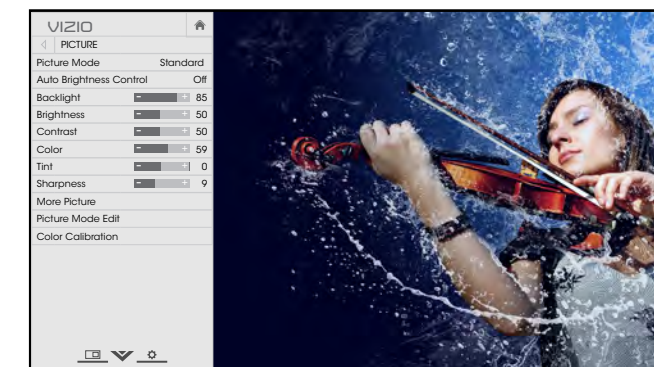 VIZIO
PICTURE
Picture Mode Standard
Auto Brightness Control Off
Backlight - + 85
Brightness - + 50
Contrast - + 50
Color - + 59
Tint - + 0
Sharpness - + 9
More Picture
Picture Mode Edit
Color Calibration